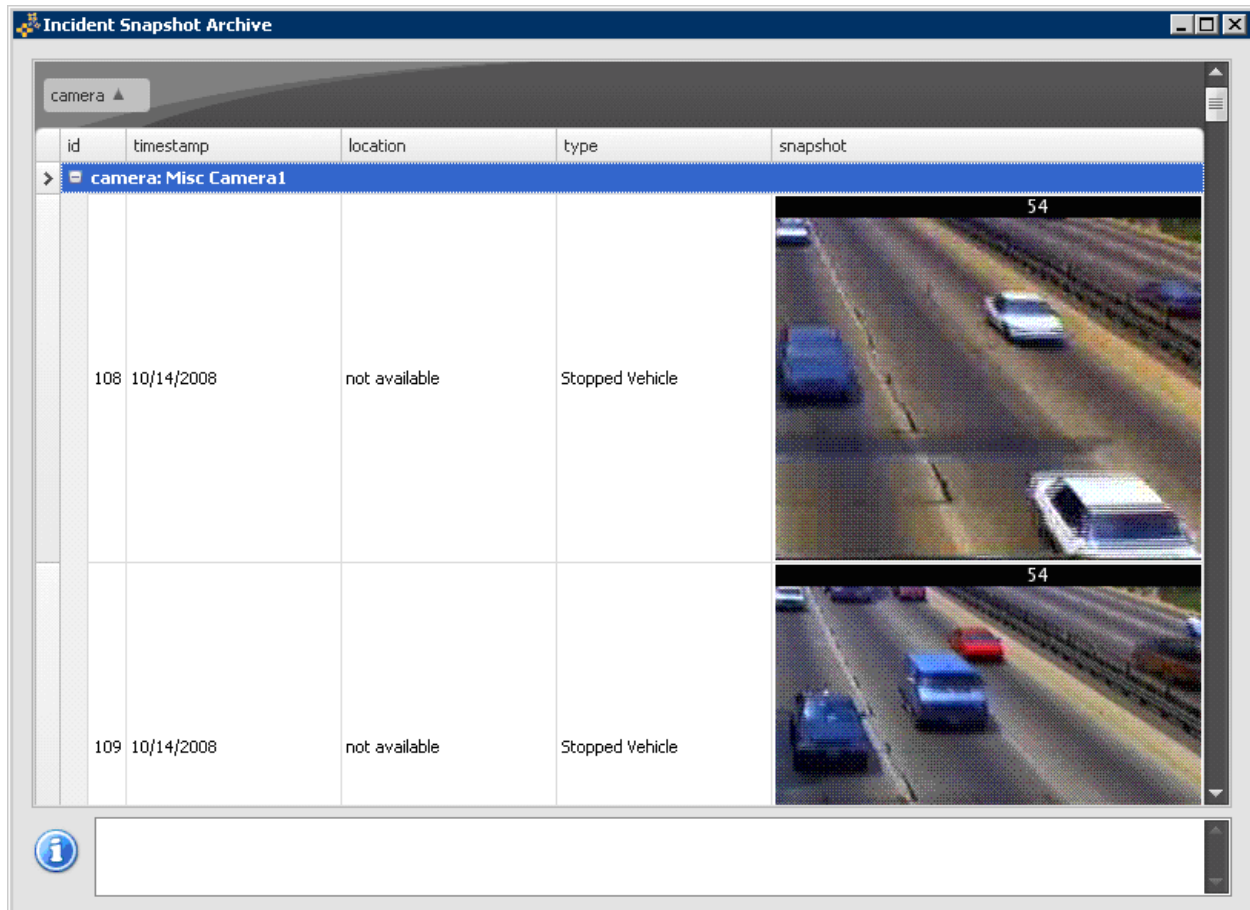 Incident Snapshot Archive
camera
id timestamp location type snapshot
camera: Misc Camera1
54
108 10/14/2008 not available Stopped Vehicle
54
109 10/14/2008 not available Stopped Vehicle